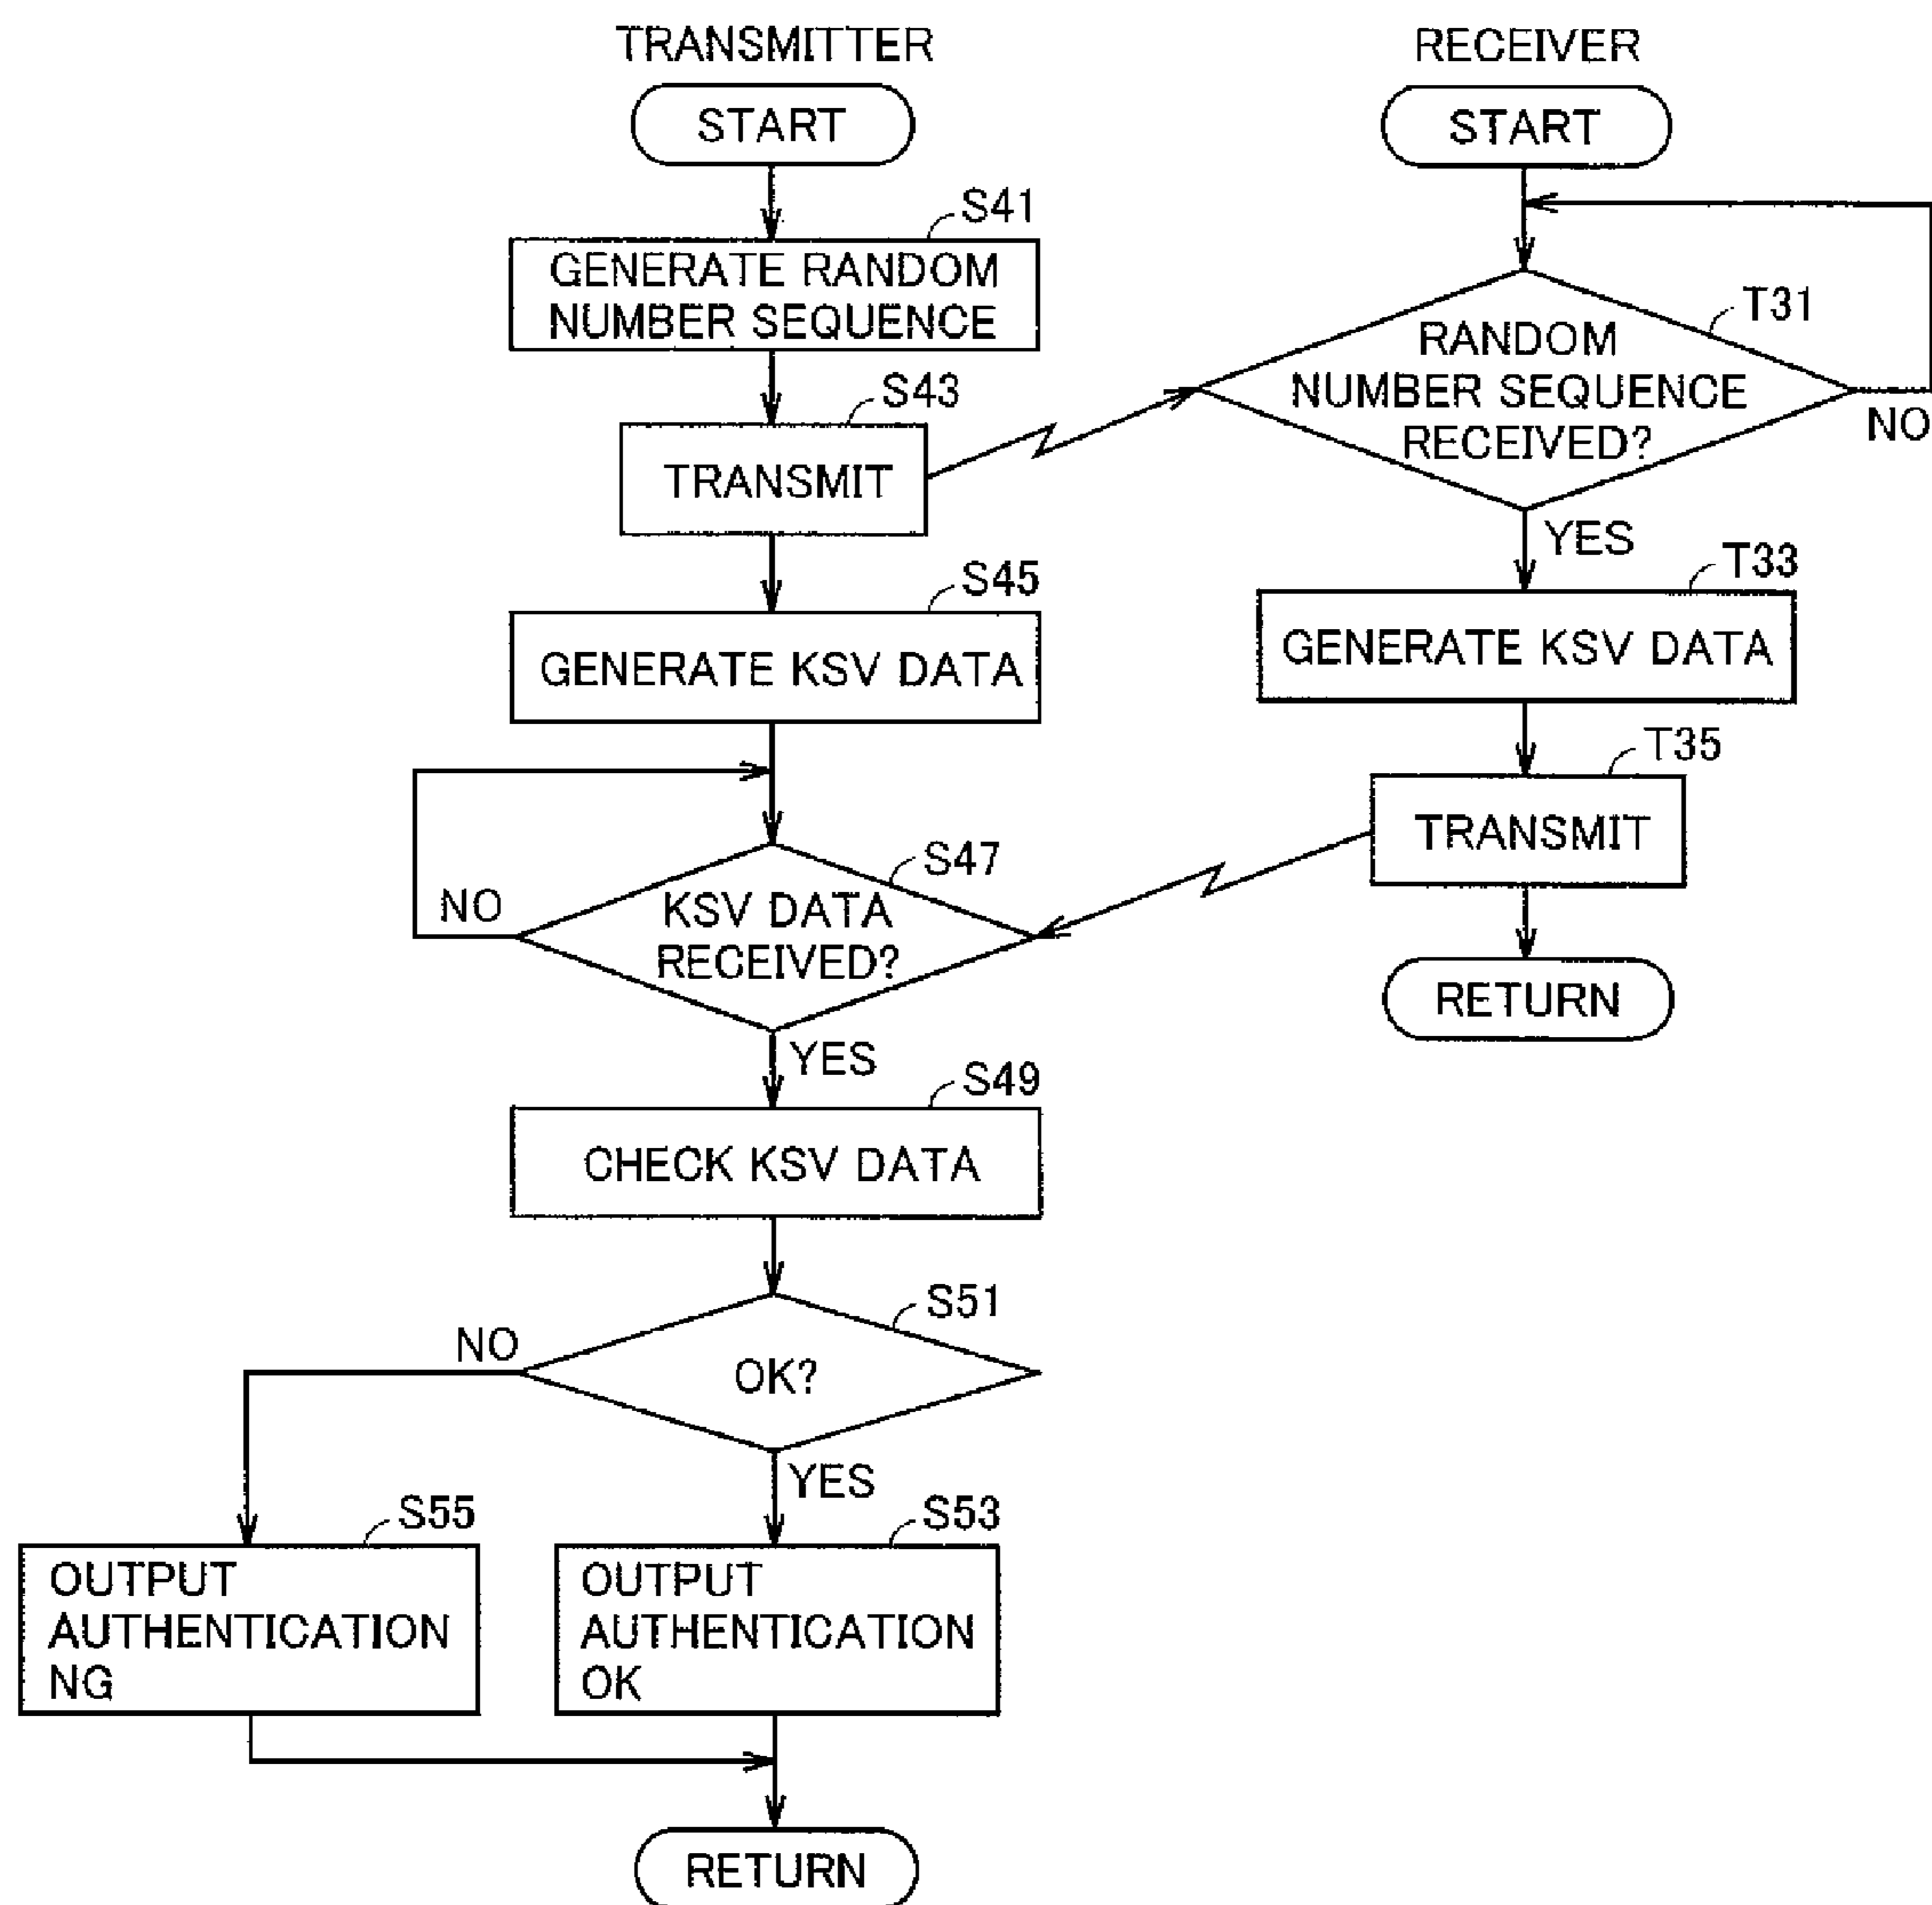 TRANSMITTER
START
S41
GENERATE RANDOM
NUMBER SEQUENCE
S43
TRANSMIT
S45
GENERATE KSV DATA
S47
KSV DATA
RECEIVED?
NO
YES
S49
CHECK KSV DATA
S51
OK?
NO
YES
S55
OUTPUT
AUTHENTICATION
NG
S53
OUTPUT
AUTHENTICATION
OK
RETURN
RECEIVER
START
T31
RANDOM
NUMBER SEQUENCE
RECEIVED?
NO
YES
T33
GENERATE KSV DATA
T35
TRANSMIT
RETURN